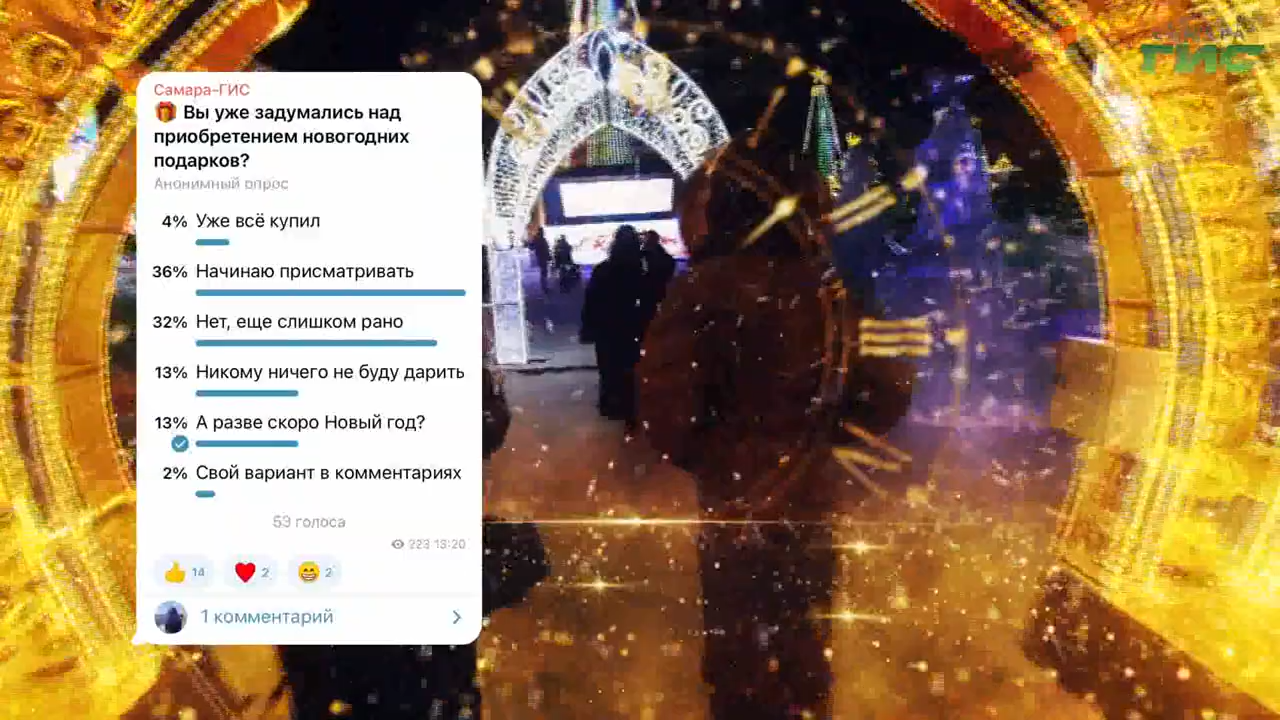 САМАРА
ГИС
Самара-ГИС
🎁 Вы уже задумались над
приобретением новогодних
подарков?
Анонимный опрос
4% Уже всё купил
36% Начинаю присматривать
32% Нет, еще слишком рано
13% Никому ничего не буду дарить
13% А разве скоро Новый год?
2% Свой вариант в комментариях
53 голоса
223 13:20
👍 14 ❤️ 2 😁 2
1 комментарий